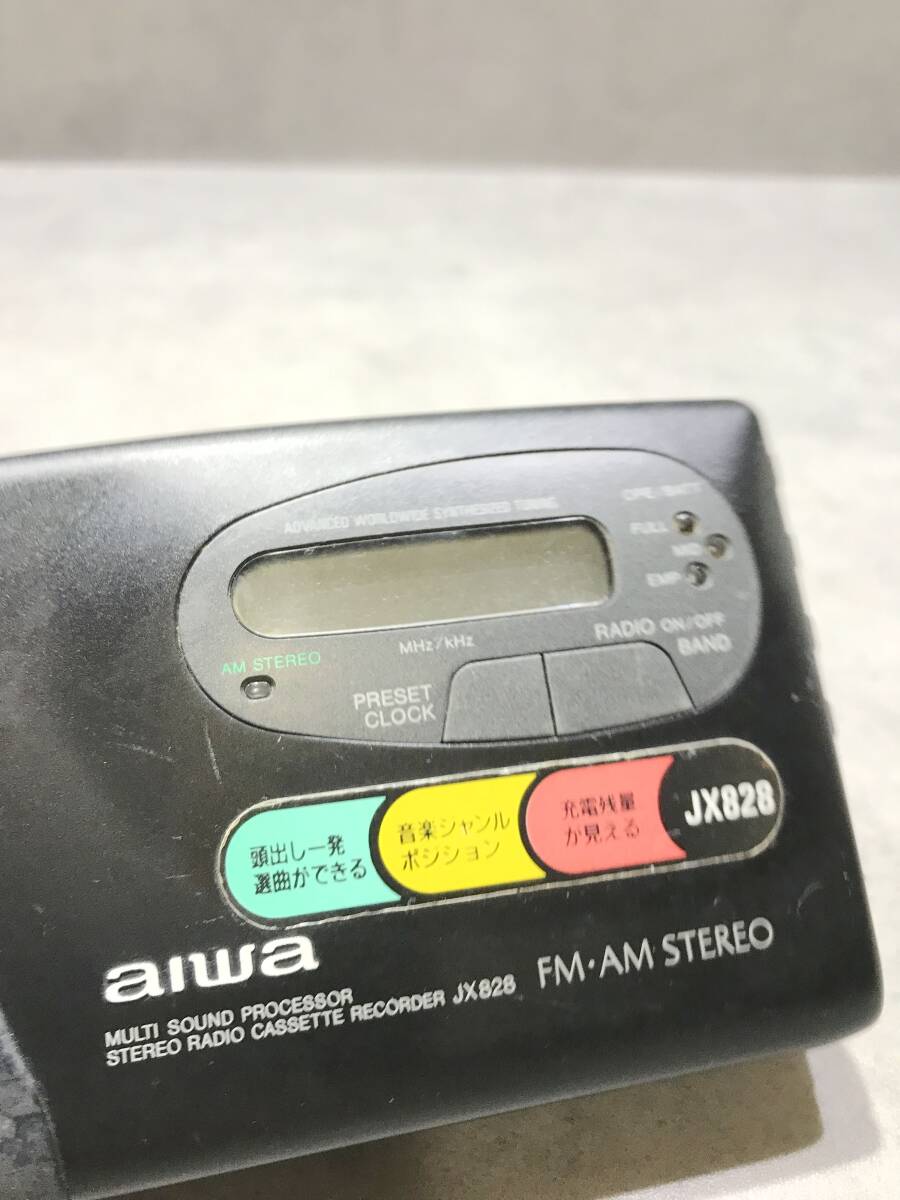 ADVANCED WORLDWIDE SYNTHESIZED TUNING
OPE/BATT
FULL
MID
EMP
MHz/kHz
AM STEREO
RADIO ON/OFF
BAND
PRESET
CLOCK
頭出し一発
選曲ができる
音楽ジャンル
ポジション
充電残量
が見える
JX828
aiwa
FM・AM STEREO
MULTI SOUND PROCESSOR
STEREO RADIO CASSETTE RECORDER JX828